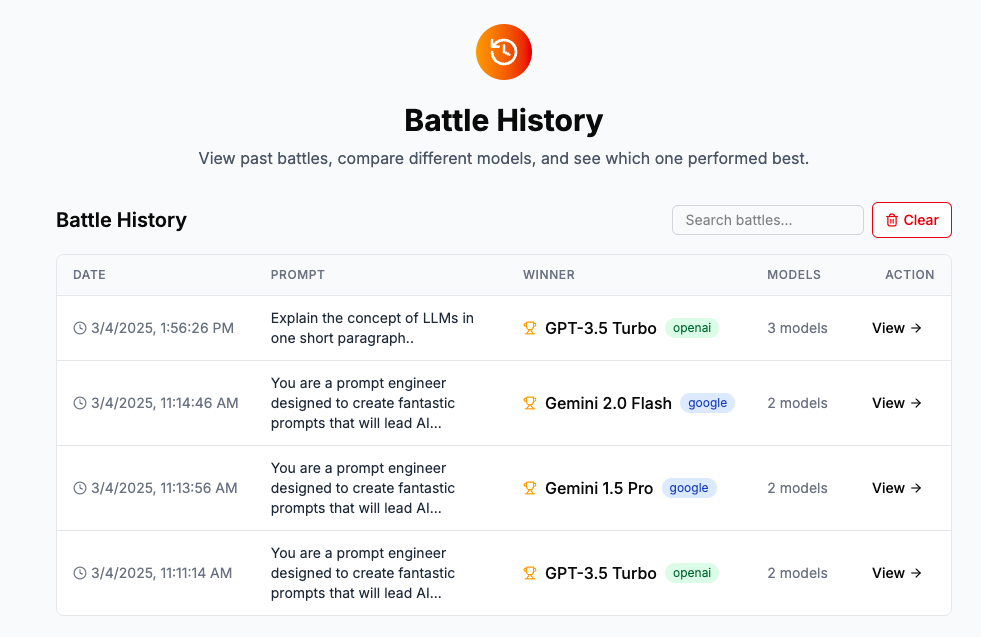 Battle History
View past battles, compare different models, and see which one performed best.
Battle History
Search battles...
Clear
DATE PROMPT WINNER MODELS ACTION
3/4/2025, 1:56:26 PM
Explain the concept of LLMs in
one short paragraph..
GPT-3.5 Turbo openai
3 models
View →
3/4/2025, 11:14:46 AM
You are a prompt engineer
designed to create fantastic
prompts that will lead AI...
Gemini 2.0 Flash google
2 models
View →
3/4/2025, 11:13:56 AM
You are a prompt engineer
designed to create fantastic
prompts that will lead AI...
Gemini 1.5 Pro google
2 models
View →
3/4/2025, 11:11:14 AM
You are a prompt engineer
designed to create fantastic
prompts that will lead AI...
GPT-3.5 Turbo openai
2 models
View →